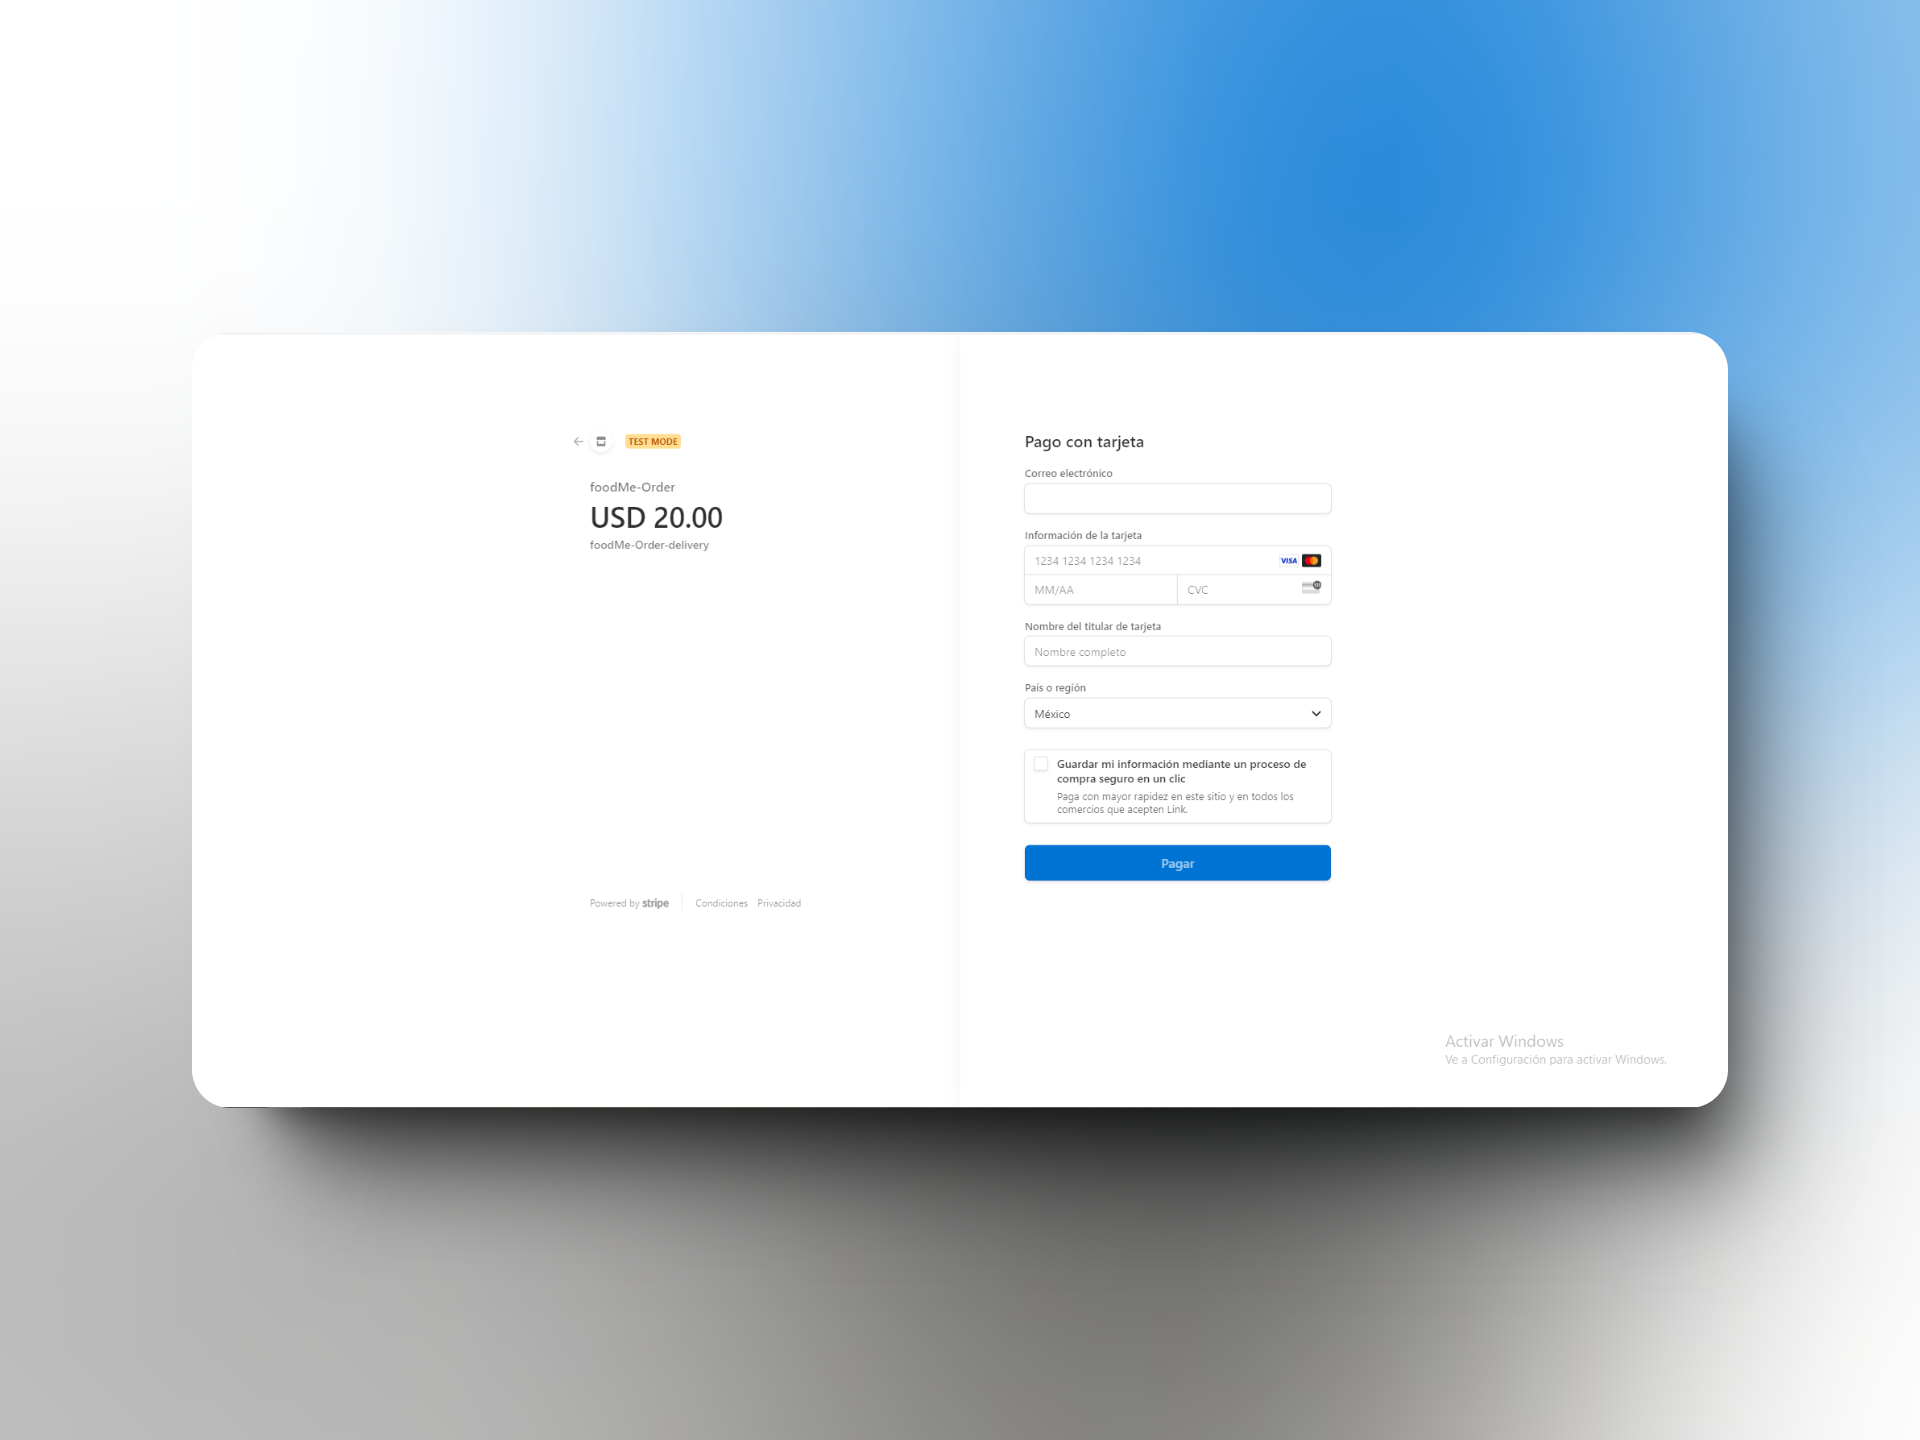 TEST MODE
foodMe-Order
USD 20.00
foodMe-Order-delivery
Powered by stripe
Condiciones
Privacidad
Pago con tarjeta
Correo electrónico
Información de la tarjeta
1234 1234 1234 1234
VISA
MM/AA
CVC
Nombre del titular de tarjeta
Nombre completo
País o región
México
Guardar mi información mediante un proceso de
compra seguro en un clic
Paga con mayor rapidez en este sitio y en todos los
comercios que acepten Link.
Pagar
Activar Windows
Ve a Configuración para activar Windows.